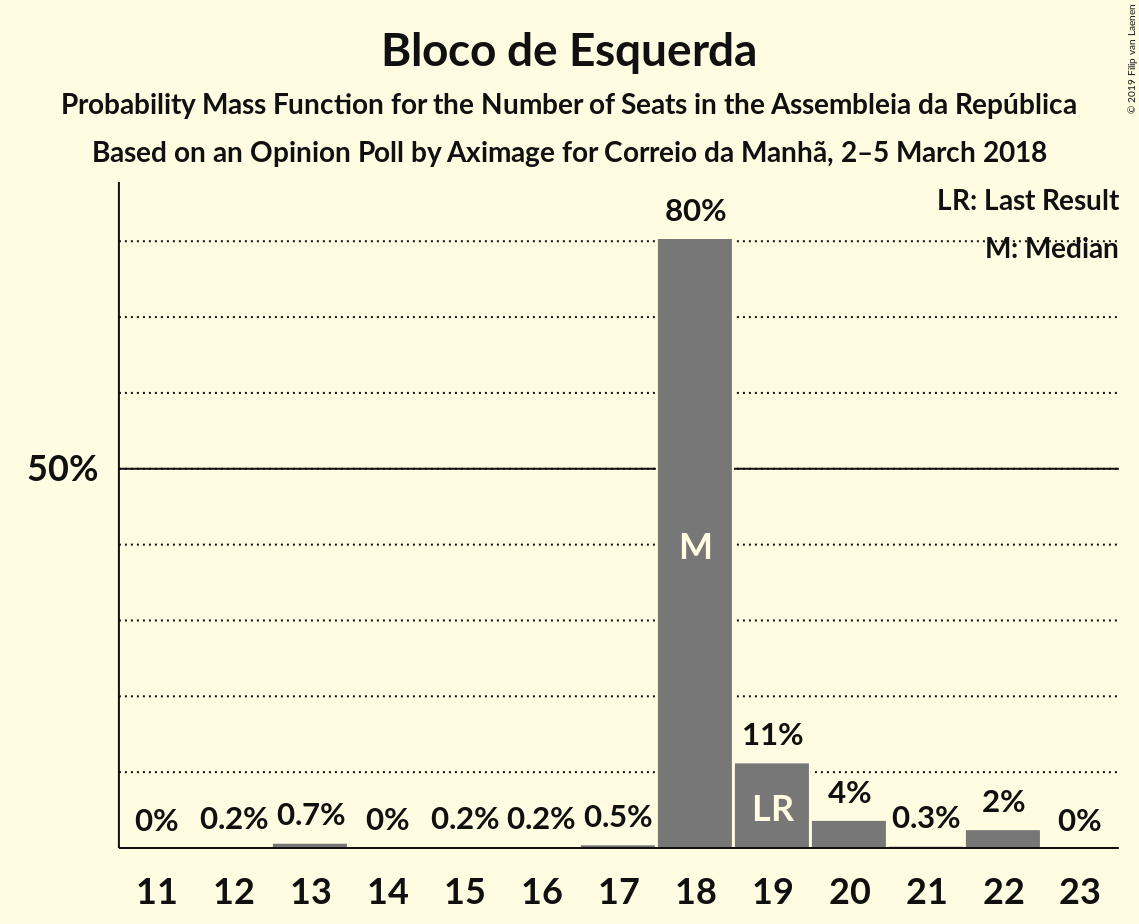 Bloco de Esquerda
Probability Mass Function for the Number of Seats in the Assembleia da República
Based on an Opinion Poll by Aximage for Correio da Manhã, 2–5 March 2018
© 2019 Filip van Laenen
LR: Last Result
M: Median
50%
0% 0.2% 0.7% 0% 0.2% 0.2% 0.5% 80% 11% 4% 0.3% 2% 0%
M
LR
11 12 13 14 15 16 17 18 19 20 21 22 23